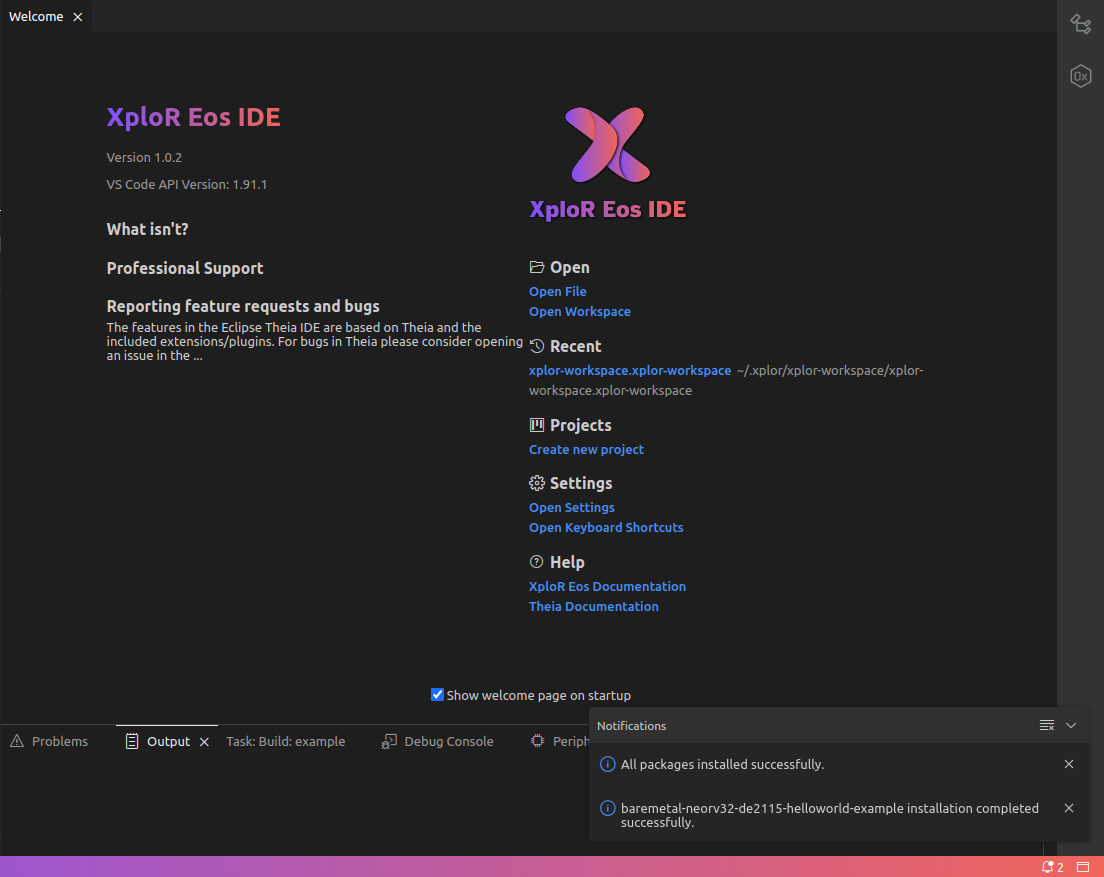 Welcome
XploR Eos IDE
Version 1.0.2
VS Code API Version: 1.91.1
What isn't?
Professional Support
Reporting feature requests and bugs
The features in the Eclipse Theia IDE are based on Theia and the
included extensions/plugins. For bugs in Theia please consider opening
an issue in the ...
XploR Eos IDE
Open
Open File
Open Workspace
Recent
xplor-workspace.xplor-workspace ~/.xplor/xplor-workspace/xplor-
workspace.xplor-workspace
Projects
Create new project
Settings
Open Settings
Open Keyboard Shortcuts
Help
XploR Eos Documentation
Theia Documentation
Show welcome page on startup
Problems
Output
Task: Build: example
Debug Console
Periph
Notifications
All packages installed successfully.
baremetal-neorv32-de2115-helloworld-example installation completed
successfully.
0x
2